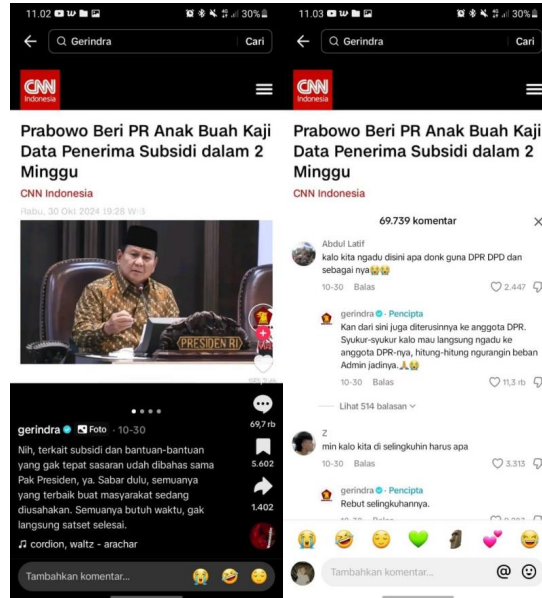 11.02
30%
Gerindra
Cari
CNN
Indonesia
Prabowo Beri PR Anak Buah Kaji
Data Penerima Subsidi dalam 2
Minggu
CNN Indonesia
Rabu, 30 Okt 2024 19:28 WIB
PRESIDEN RI
gerindra Foto · 10-30
69,7 rb
Nih, terkait subsidi dan bantuan-bantuan
yang gak tepat sasaran udah dibahas sama
Pak Presiden, ya. Sabar dulu, semuanya
yang terbaik buat masyarakat sedang
diusahakan. Semuanya butuh waktu, gak
langsung satset selesai.
5.602
1.402
cordion, waltz - arachar
Tambahkan komentar...
11.03
30%
Gerindra
Cari
CNN
Indonesia
Prabowo Beri PR Anak Buah Kaji
Data Penerima Subsidi dalam 2
Minggu
CNN Indonesia
69.739 komentar
Abdul Latif
kalo kita ngadu disini apa donk guna DPR DPD dan
sebagai nya😭😭
10-30 Balas 2.447
gerindra · Pencipta
Kan dari sini juga diterusinnya ke anggota DPR.
Syukur-syukur kalo mau langsung ngadu ke
anggota DPR-nya, hitung-hitung ngurangin beban
Admin jadinya.🙏😭
10-30 Balas 11,3 rb
Lihat 514 balasan
Z
min kalo kita di selingkuhin harus apa
10-30 Balas 3.313
gerindra · Pencipta
Rebut selingkuhannya.
Tambahkan komentar...